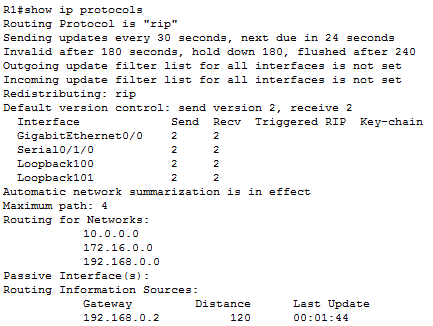 R1#show ip protocols
Routing Protocol is "rip"
Sending updates every 30 seconds, next due in 24 seconds
Invalid after 180 seconds, hold down 180, flushed after 240
Outgoing update filter list for all interfaces is not set
Incoming update filter list for all interfaces is not set
Redistributing: rip
Default version control: send version 2, receive 2
Interface Send Recv Triggered RIP Key-chain
GigabitEthernet0/0 2 2
Serial0/1/0 2 2
Loopback100 2 2
Loopback101 2 2
Automatic network summarization is in effect
Maximum path: 4
Routing for Networks:
10.0.0.0
172.16.0.0
192.168.0.0
Passive Interface(s):
Routing Information Sources:
Gateway Distance Last Update
192.168.0.2 120 00:01:44